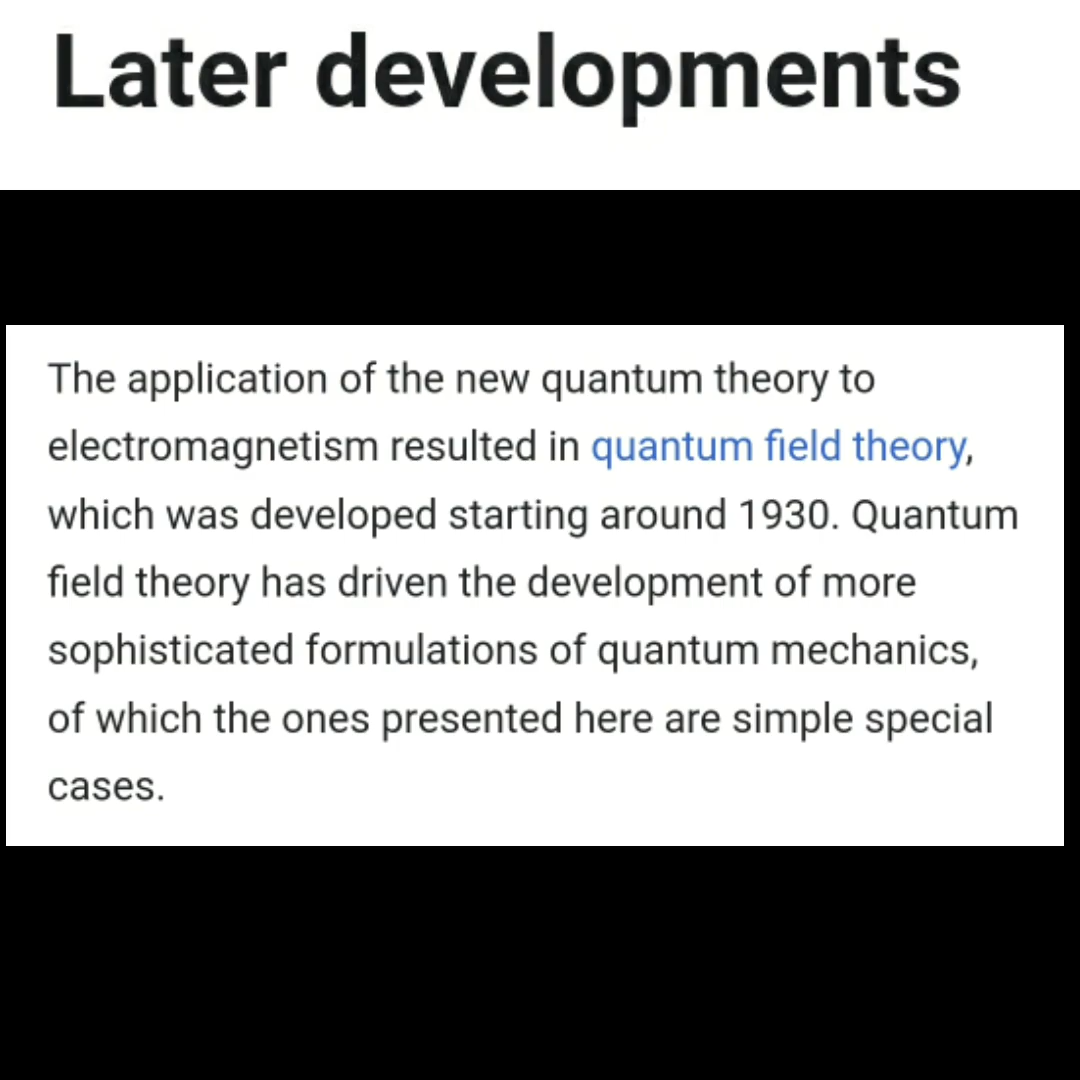 Later developments
The application of the new quantum theory to
electromagnetism resulted in quantum field theory,
which was developed starting around 1930. Quantum
field theory has driven the development of more
sophisticated formulations of quantum mechanics,
of which the ones presented here are simple special
cases.